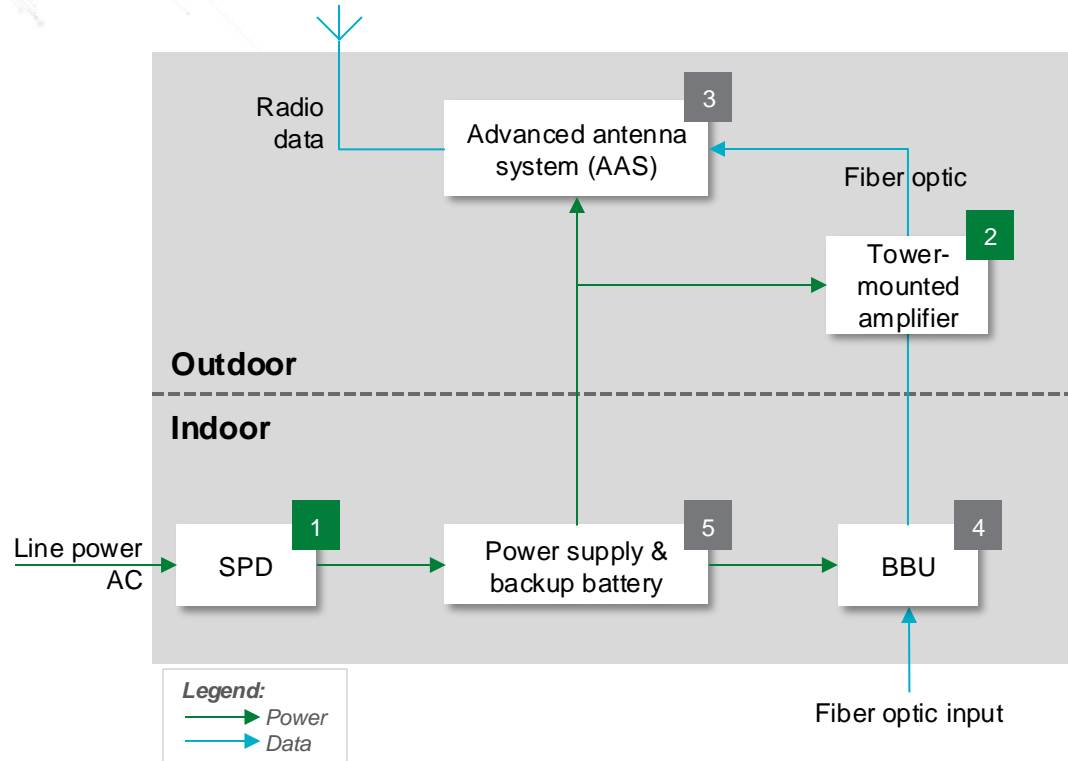 3
Radio
data
Advanced antenna
system (AAS)
Fiber optic
2
Tower-
mounted
amplifier
Outdoor
Indoor
1
5
4
Line power
AC
SPD
Power supply &
backup battery
BBU
Legend:
Power
Data
Fiber optic input